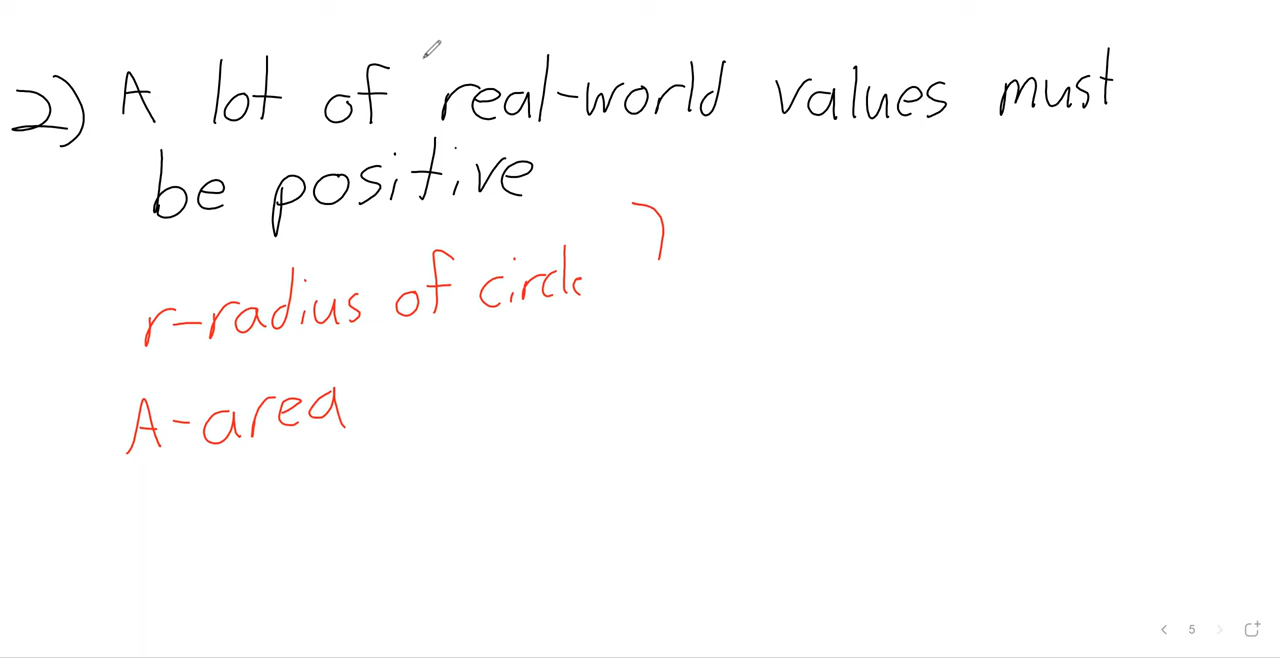 2) A lot of real-world values must
be positive
r-radius of circle
A-area
5